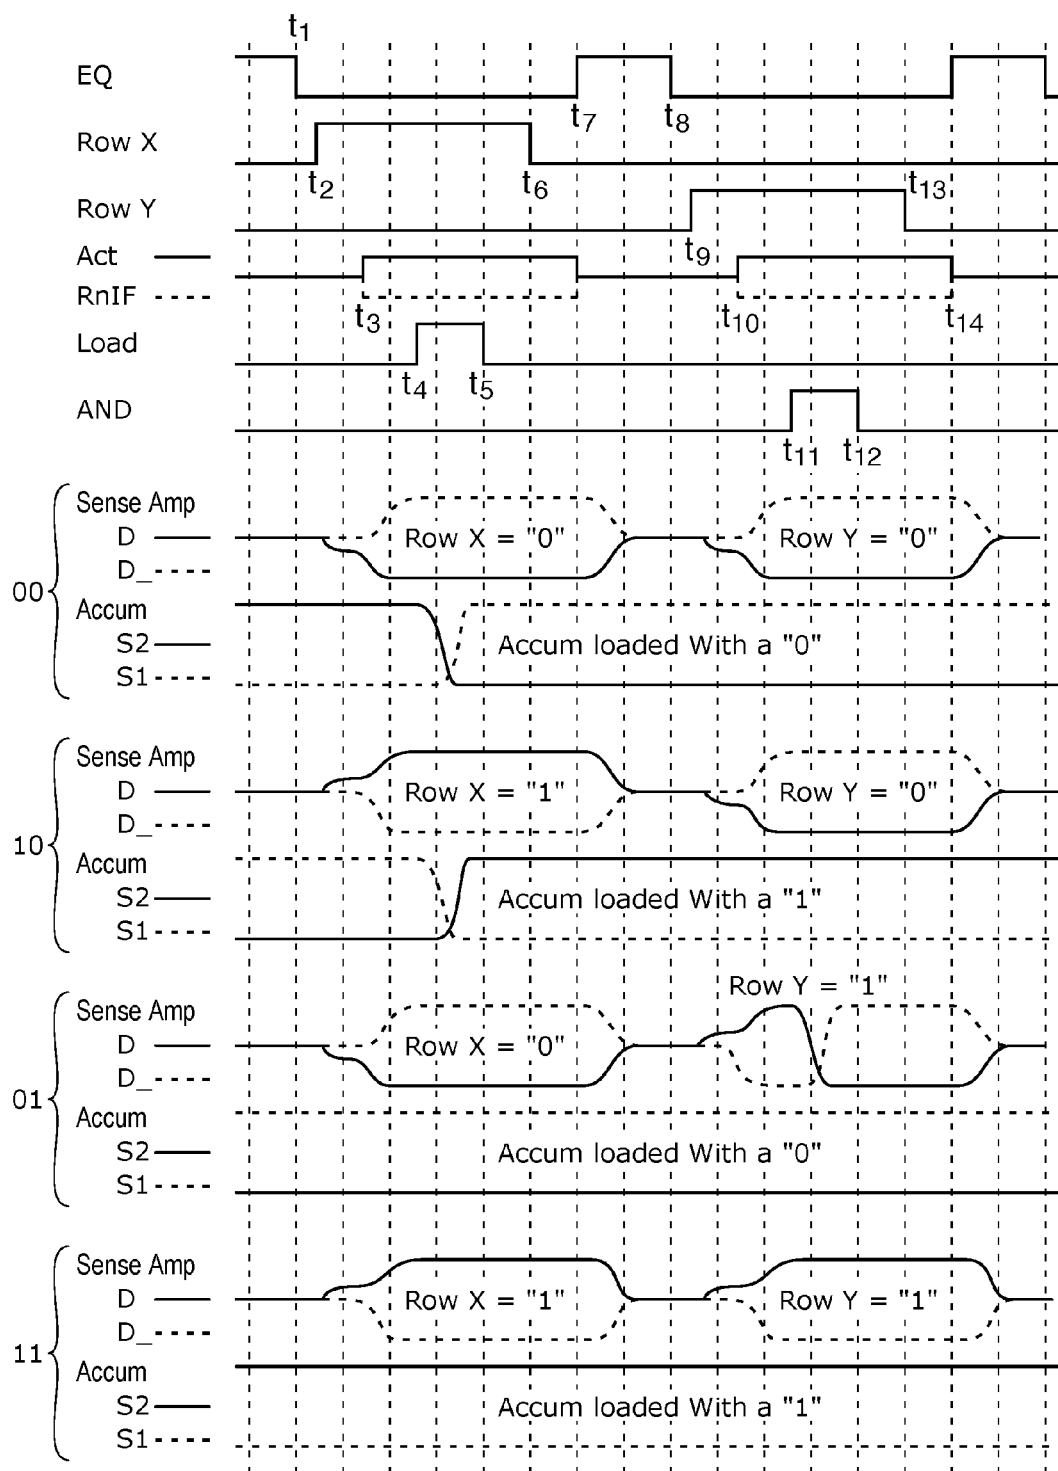 t1
EQ
t7 t8
Row X
t2 t6 t13
Row Y
t9
Act
RnIF
t3 t10 t14
Load
t4 t5
AND
t11 t12
00
Sense Amp
D
D_
Row X = "0" Row Y = "0"
Accum
S2
S1
Accum loaded With a "0"
10
Sense Amp
D
D_
Row X = "1" Row Y = "0"
Accum
S2
S1
Accum loaded With a "1"
01
Row Y = "1"
Sense Amp
D
D_
Row X = "0"
Accum
S2
S1
Accum loaded With a "0"
11
Sense Amp
D
D_
Row X = "1" Row Y = "1"
Accum
S2
S1
Accum loaded With a "1"